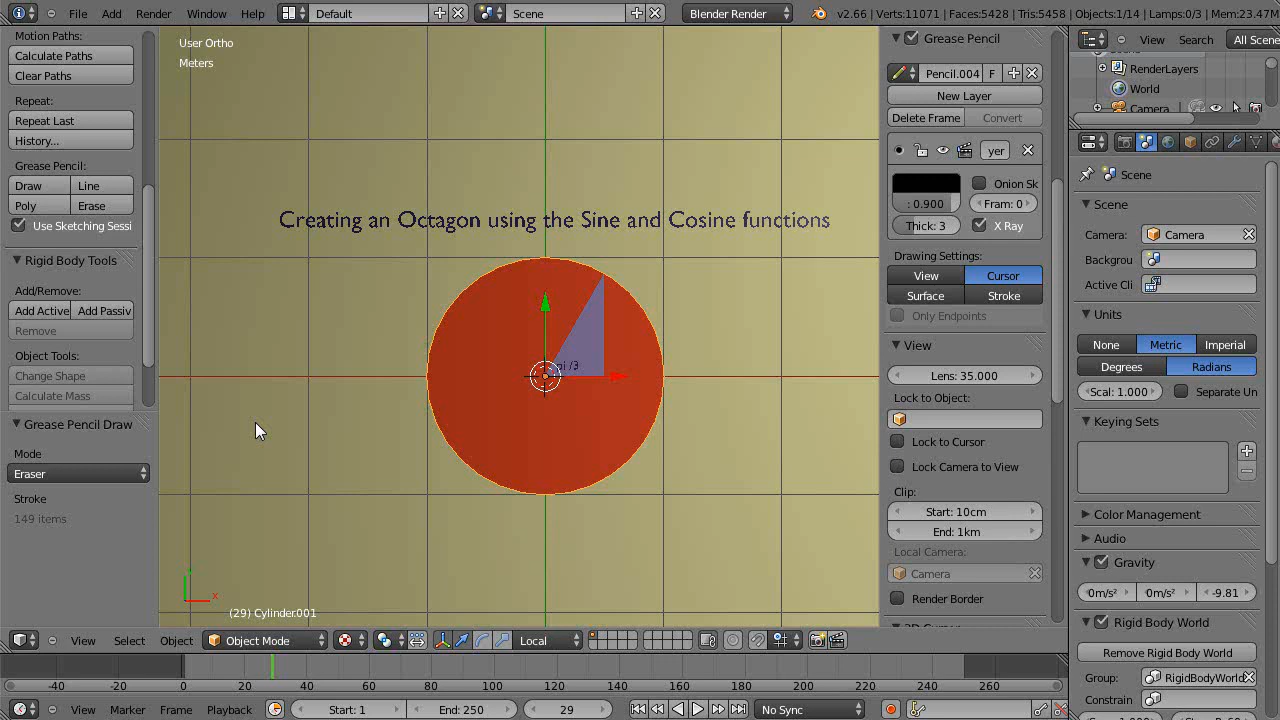 File Add Render Window Help Default Scene Blender Render v2.66 | Verts:11071 | Faces:5428 | Tris:5458 | Objects:1/14 | Lamps:0/3 | Mem:23.47M
Motion Paths:
Calculate Paths
Clear Paths
Repeat:
Repeat Last
History...
Grease Pencil:
Draw Line
Poly Erase
Use Sketching Sessi
Rigid Body Tools
Add/Remove:
Add Active Add Passiv
Remove
Object Tools:
Change Shape
Calculate Mass
Grease Pencil Draw
Mode
Eraser
Stroke
149 items
User Ortho
Meters
Creating an Octagon using the Sine and Cosine functions
pi /3
x
(29) Cylinder.001
Grease Pencil
Pencil.004 F
New Layer
Delete Frame Convert
yer
Onion Sk
: 0.900 Fram: 0
Thick: 3 X Ray
Drawing Settings:
View Cursor
Surface Stroke
Only Endpoints
View
Lens: 35.000
Lock to Object:
Lock to Cursor
Lock Camera to View
Clip:
Start: 10cm
End: 1km
Local Camera:
Camera
Render Border
View Search All Scene
RenderLayers
World
Camera
Scene
Scene
Camera: Camera
Backgrou
Active Cli
Units
None Metric Imperial
Degrees Radians
Scal: 1.000 Separate Un
Keying Sets
Color Management
Audio
Gravity
0m/s² 0m/s² -9.81
Rigid Body World
Remove Rigid Body World
Group: RigidBodyWorld
Constrain
View Select Object Object Mode Local
-40 -20 0 20 40 60 80 100 120 140 160 180 200 220 240 260
View Marker Frame Playback Start: 1 End: 250 29 No Sync